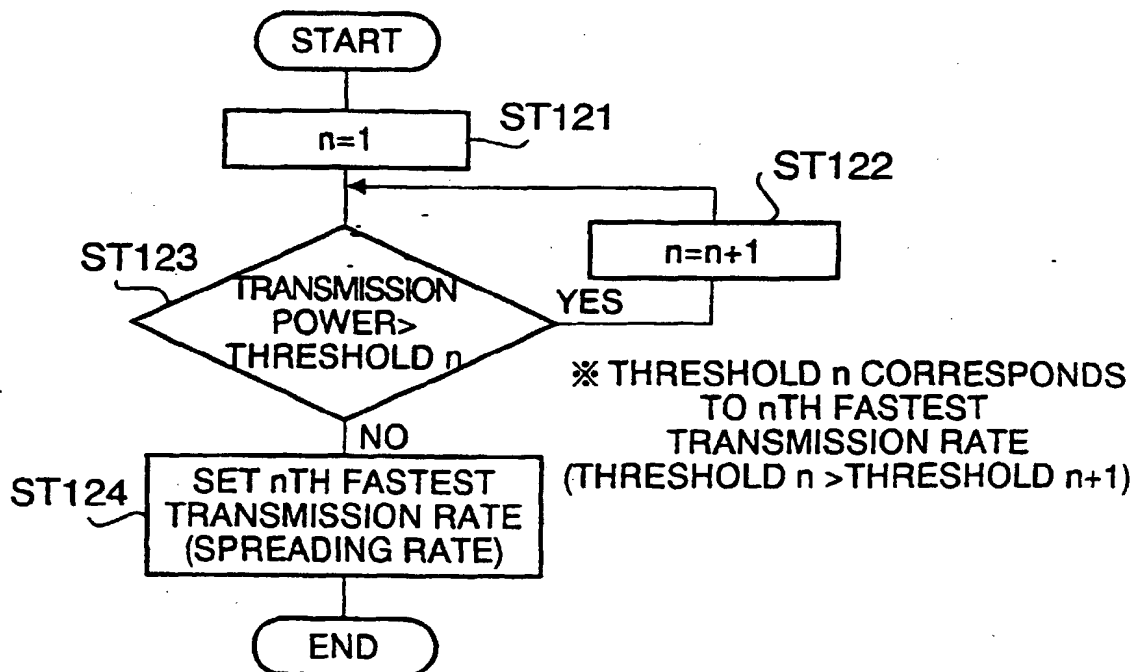 START
n=1
ST121
ST122
n=n+1
ST123
TRANSMISSION
POWER>
THRESHOLD n
YES
※ THRESHOLD n CORRESPONDS
TO nTH FASTEST
TRANSMISSION RATE
(THRESHOLD n >THRESHOLD n+1)
NO
ST124
SET nTH FASTEST
TRANSMISSION RATE
(SPREADING RATE)
END